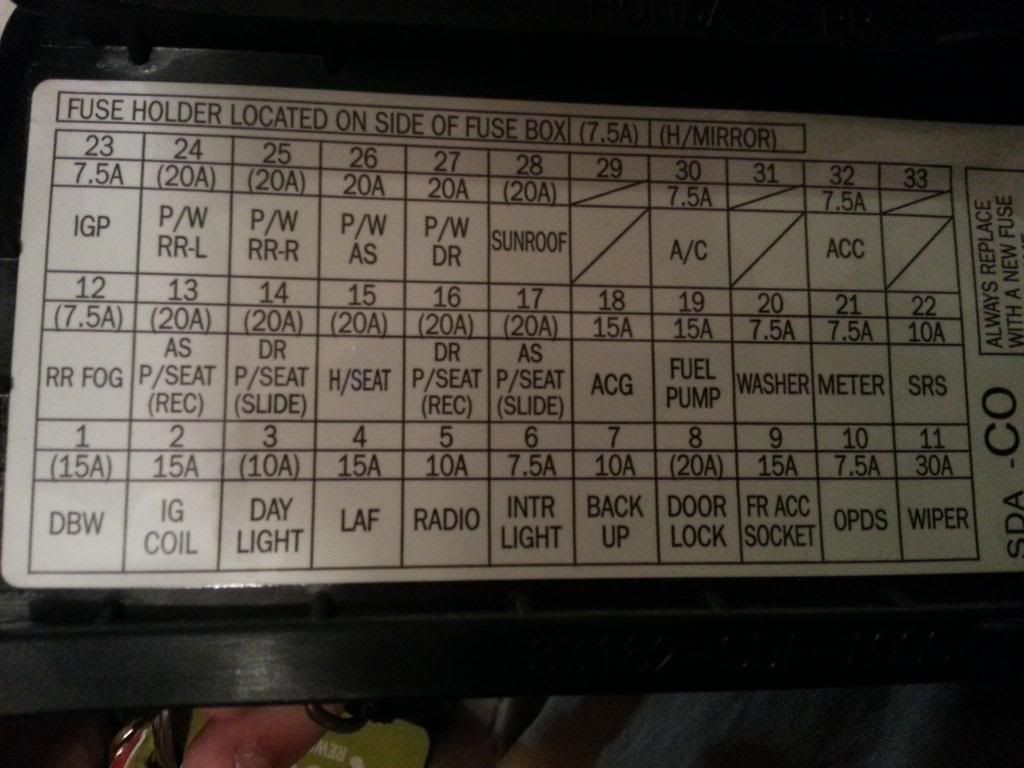 HONDA
FUSE HOLDER LOCATED ON SIDE OF FUSE BOX (7.5A) (H/MIRROR)
23 24 25 26 27 28 29 30 31 32 33
7.5A (20A) (20A) 20A 20A (20A) 7.5A 7.5A
IGP P/W RR-L P/W RR-R P/W AS P/W DR SUNROOF A/C ACC
12 13 14 15 16 17 18 19 20 21 22
(7.5A) (20A) (20A) (20A) (20A) (20A) 15A 15A 7.5A 7.5A 10A
RR FOG AS P/SEAT (REC) DR P/SEAT (SLIDE) H/SEAT DR P/SEAT (REC) AS P/SEAT (SLIDE) ACG FUEL PUMP WASHER METER SRS
1 2 3 4 5 6 7 8 9 10 11
(15A) 15A (10A) 15A 10A 7.5A 10A (20A) 15A 7.5A 30A
DBW IG COIL DAY LIGHT LAF RADIO INTR LIGHT BACK UP DOOR LOCK FR ACC SOCKET OPDS WIPER
ALWAYS REPLACE
WITH A NEW FUSE
SDA -CO
REW